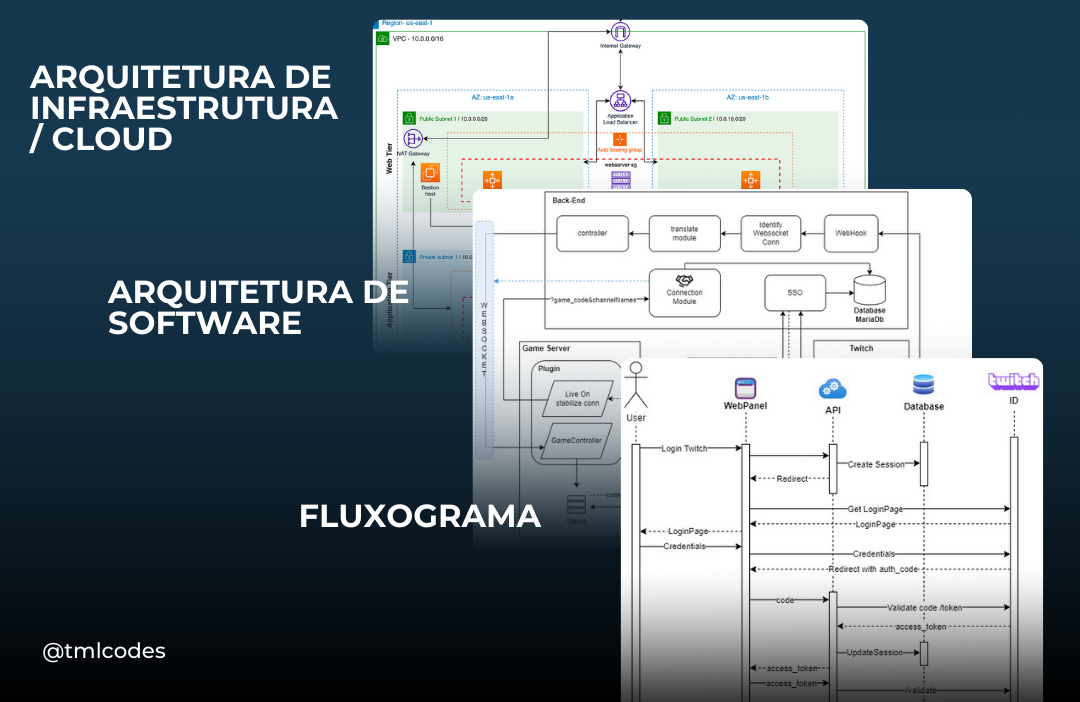 Region- us-east-1
VPC - 10.0.0.0/16
Internet Gateway
ARQUITETURA DE
INFRAESTRUTURA
/ CLOUD
AZ: us-east-1a
AZ: us-east-1b
Application
Load Balancer
Public Subnet 1 I 10.0.0.0/20
Public Subnet 2 I 10.0.16.0/20
NAT Gateway
Web Tier
Auto Scaling group
webserver-sg
Bastion
host
Private subnet 1 I 10.0
Application Tier
Back-End
controller
translate
module
Identify
Websocket
Conn
WebHook
WEBSOCKET
Connection
Module
?game_code&channelNames
SSO
Database
MariaDb
ARQUITETURA DE
SOFTWARE
Game Server
Twitch
Plugin
Live On
stabilize conn
GameController
code
Game
FLUXOGRAMA
User
WebPanel
API
Database
twitch
ID
Login Twitch
Create Session
Redirect
Get LoginPage
LoginPage
LoginPage
Credentials
Credentials
Redirect with auth_code
code
Validate code /token
access_token
UpdateSession
access_token
access_token
/validate
@tmlcodes